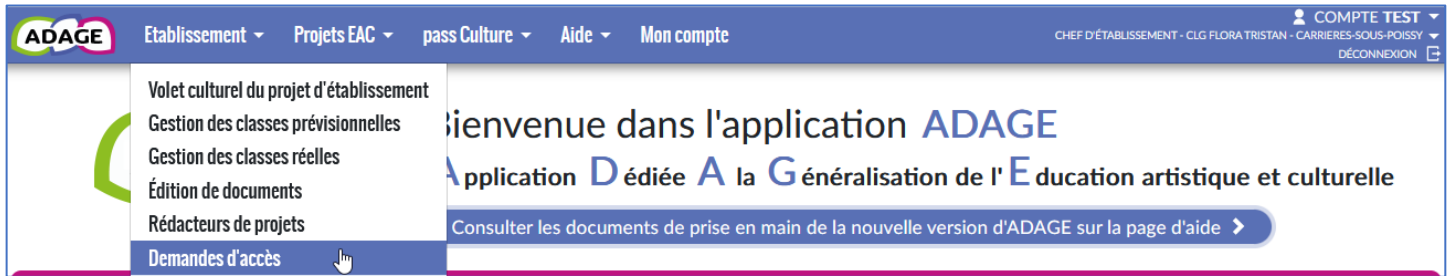 ADAGE
Etablissement Projets EAC pass Culture Aide Mon compte
COMPTE TEST
CHEF D'ÉTABLISSEMENT - CLG FLORA TRISTAN - CARRIERES-SOUS-POISSY
DÉCONNEXION
Volet culturel du projet d'établissement
Gestion des classes prévisionnelles
Gestion des classes réelles
Édition de documents
Rédacteurs de projets
Demandes d'accès
Bienvenue dans l'application ADAGE
Application Dédiée A la Généralisation de l'Education artistique et culturelle
Consulter les documents de prise en main de la nouvelle version d'ADAGE sur la page d'aide